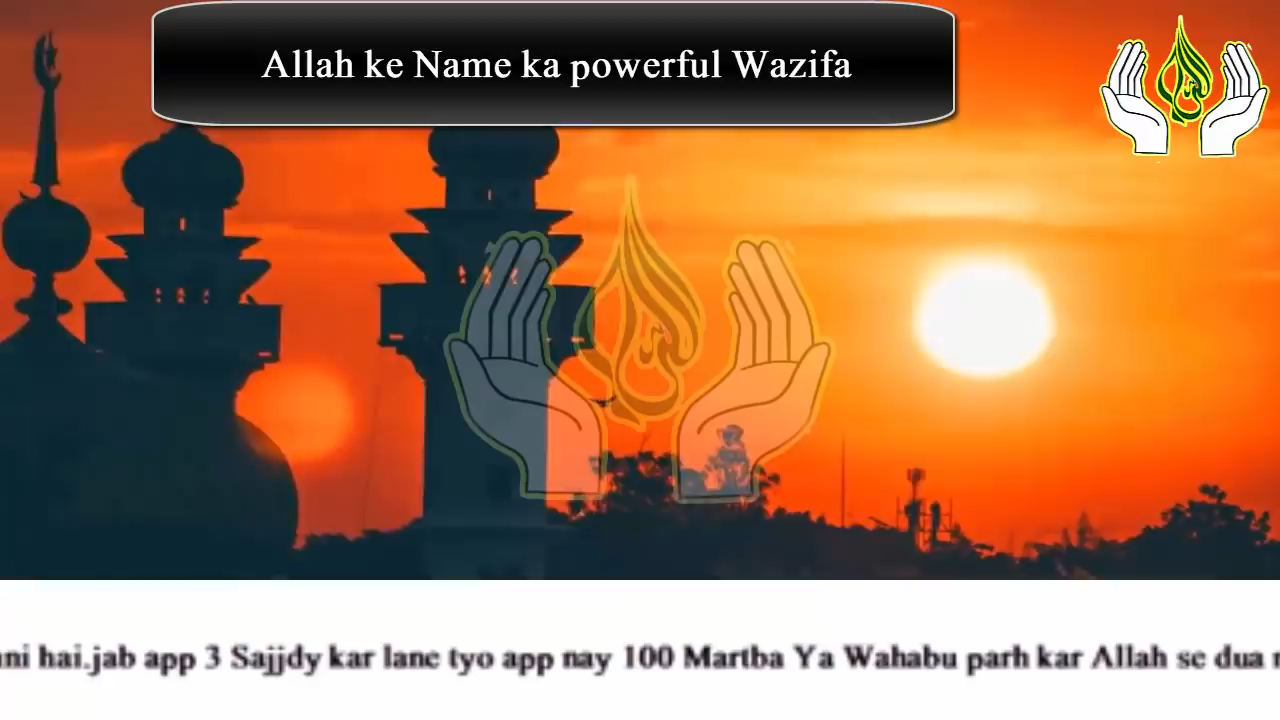 Allah ke Name ka powerful Wazifa
hai.jab app 3 Sajjdy kar lane tyo app nay 100 Martba Ya Wahabu parh kar Allah se dua